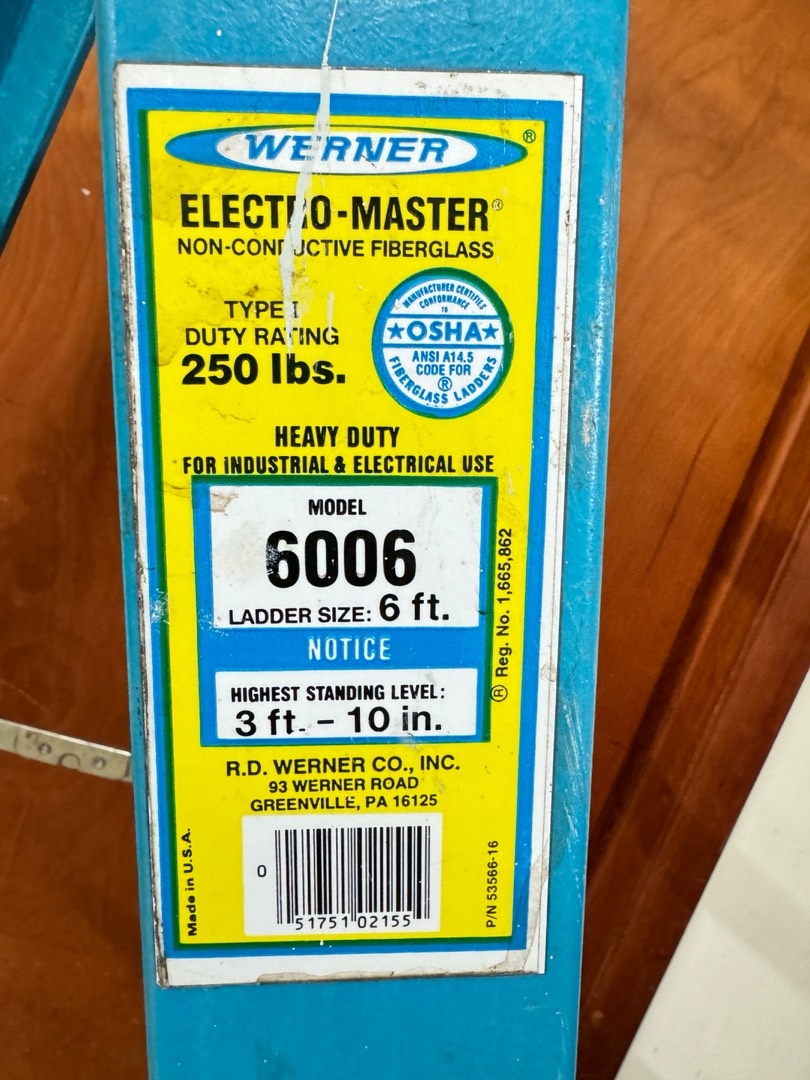 WERNER ®
ELECTRO-MASTER®
NON-CONDUCTIVE FIBERGLASS
TYPE I
DUTY RATING
250 lbs.
MANUFACTURER CERTIFIES
CONFORMANCE
TO
★OSHA★
ANSI A14.5
CODE FOR
®
FIBERGLASS LADDERS
HEAVY DUTY
FOR INDUSTRIAL & ELECTRICAL USE
MODEL
6006
LADDER SIZE: 6 ft.
NOTICE
HIGHEST STANDING LEVEL:
3 ft. – 10 in.
® Reg. No. 1,665,862
R.D. WERNER CO., INC.
93 WERNER ROAD
GREENVILLE, PA 16125
Made in U.S.A.
0 51751 02155
P/N 53566-16